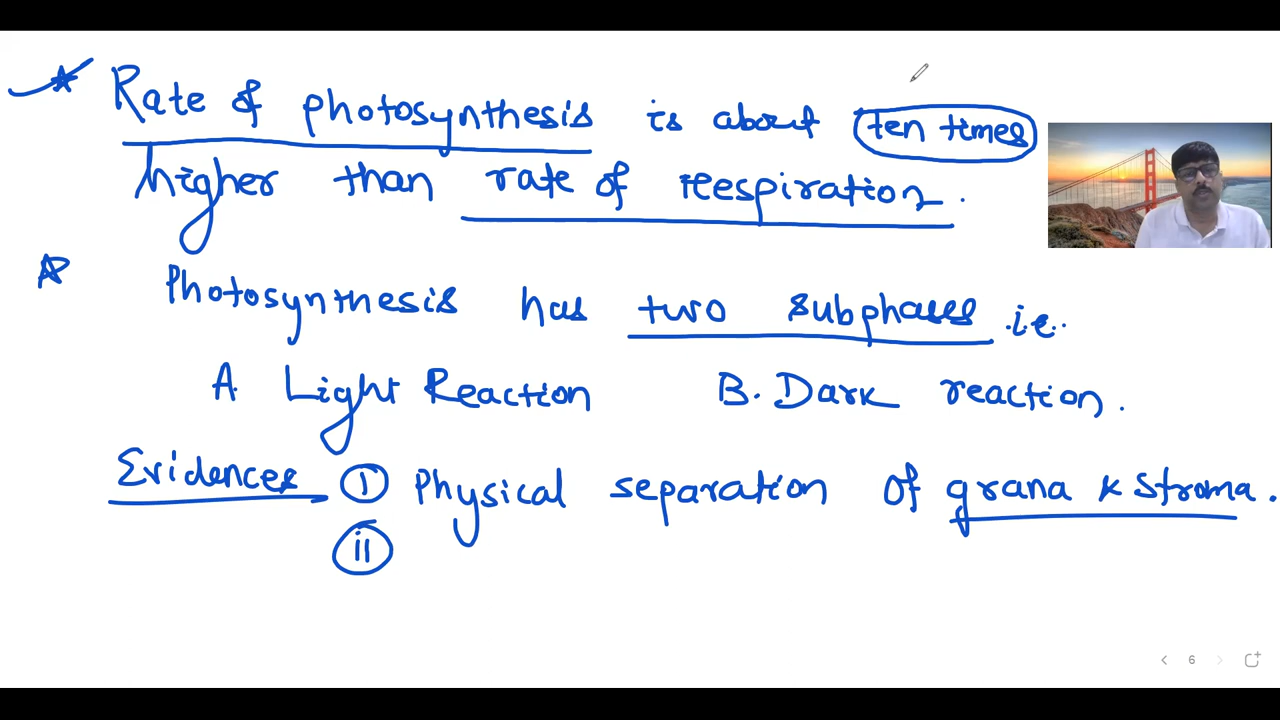 Rate of photosynthesis is about ten times
higher than rate of respiration.
Photosynthesis has two subphases i.e.
A Light Reaction B. Dark reaction.
Evidences i Physical separation of grana & Stroma.
ii
6